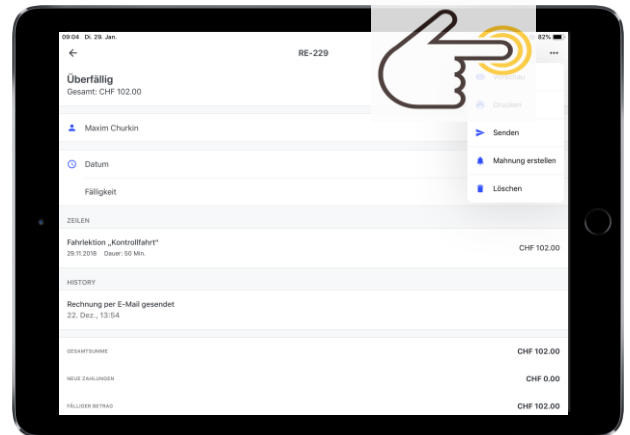 09:04 Di. 29. Jan. 82%
RE-229
Überfällig
Gesamt: CHF 102.00
Vorschau
Drucken
Maxim Churkin
Senden
Datum
Mahnung erstellen
Fälligkeit
Löschen
ZEILEN
Fahrlektion „Kontrollfahrt“
CHF 102.00
29.11.2018 Dauer: 50 Min.
HISTORY
Rechnung per E-Mail gesendet
22. Dez., 13:54
GESAMTSUMME CHF 102.00
NEUE ZAHLUNGEN CHF 0.00
FÄLLIGER BETRAG CHF 102.00